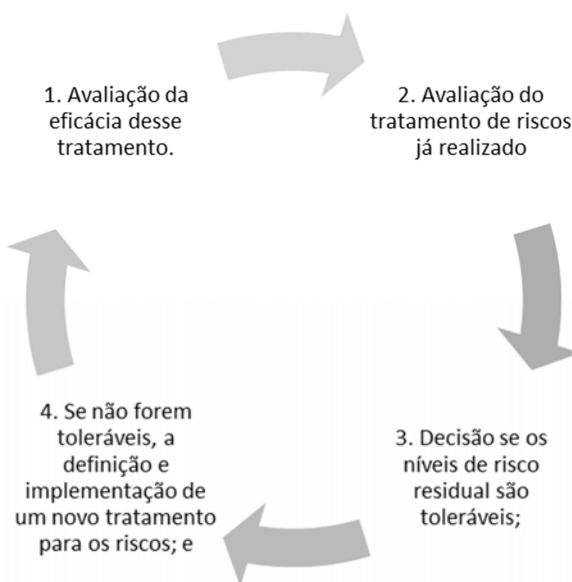 1. Avaliação da
eficácia desse
tratamento.
2. Avaliação do
tratamento de riscos
já realizado
3. Decisão se os
níveis de risco
residual são
toleráveis;
4. Se não forem
toleráveis, a
definição e
implementação de
um novo tratamento
para os riscos; e